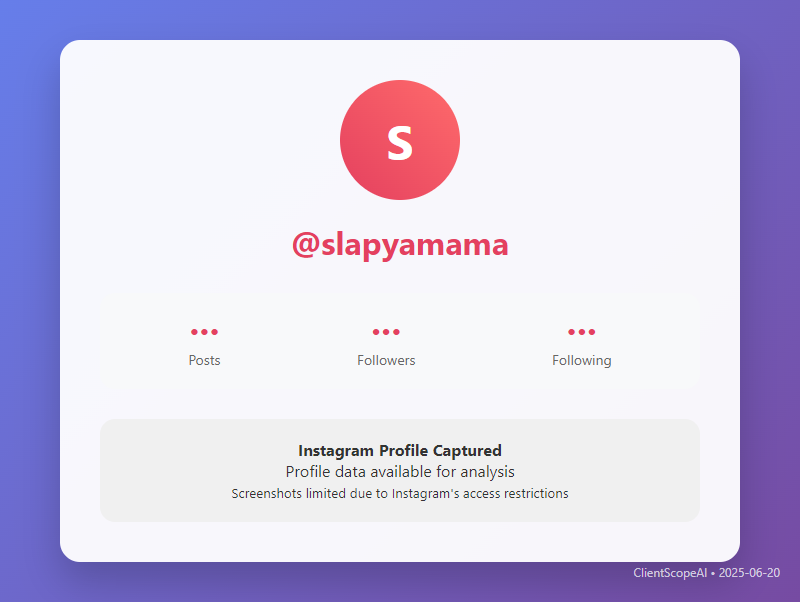 S
@slapyamama
•••
•••
•••
Posts
Followers
Following
Instagram Profile Captured
Profile data available for analysis
Screenshots limited due to Instagram's access restrictions
ClientScopeAI • 2025-06-20